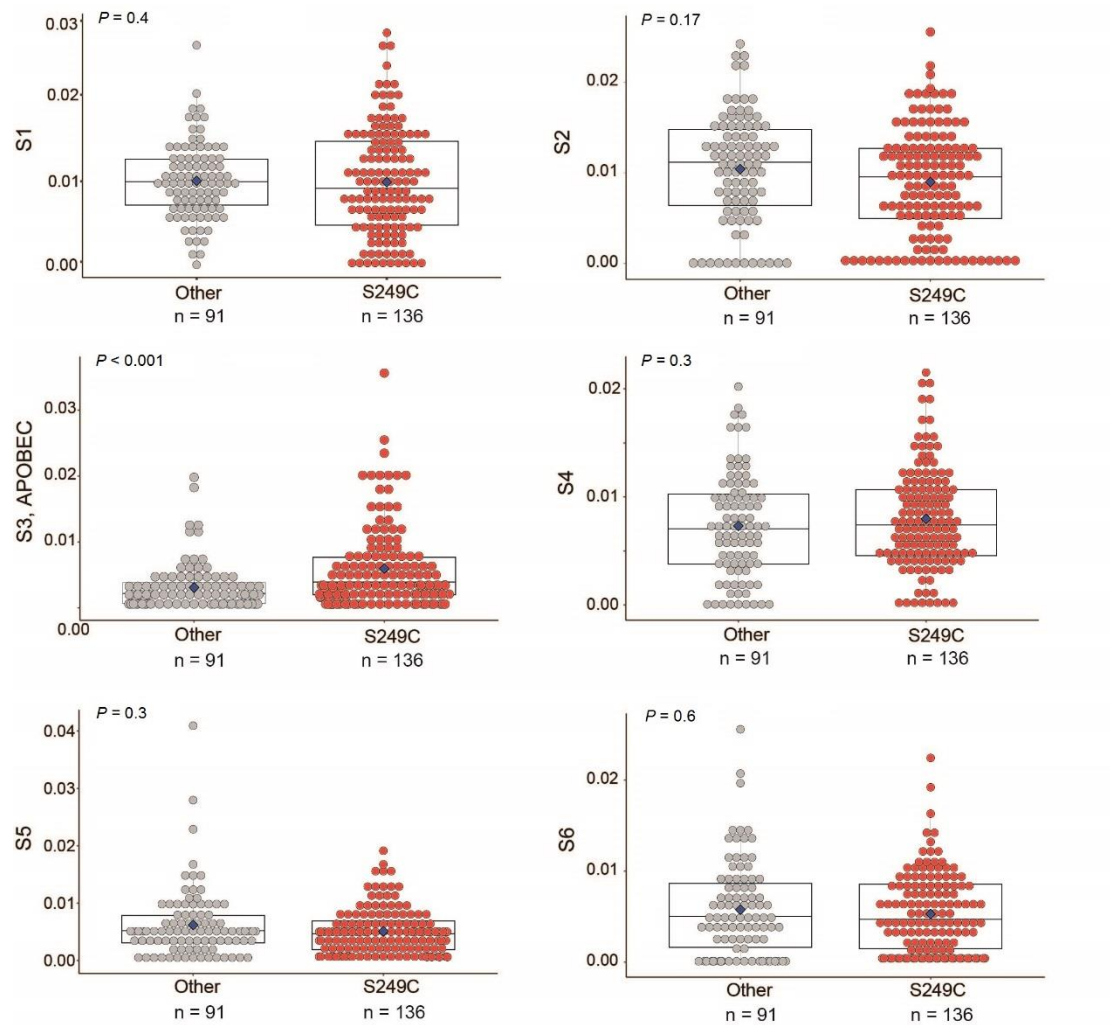 P = 0.4
0.03
0.02
0.01
0.00
S1
Other
S249C
n = 91
n = 136
P = 0.17
0.02
0.01
0.00
S2
Other
S249C
n = 91
n = 136
P < 0.001
0.03
0.02
0.01
0.00
S3, APOBEC
Other
S249C
n = 91
n = 136
P = 0.3
0.02
0.01
0.00
S4
Other
S249C
n = 91
n = 136
P = 0.3
0.04
0.03
0.02
0.01
0.00
S5
Other
S249C
n = 91
n = 136
P = 0.6
0.02
0.01
0.00
S6
Other
S249C
n = 91
n = 136